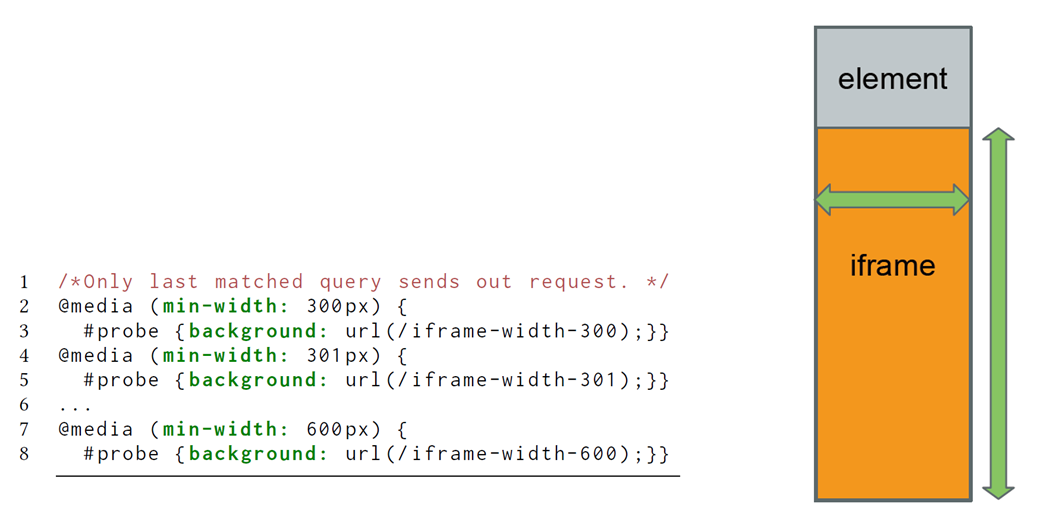 1 /*Only last matched query sends out request. */
2 @media (min-width: 300px) {
3 #probe {background: url(/iframe-width-300);}}
4 @media (min-width: 301px) {
5 #probe {background: url(/iframe-width-301);}}
6 ...
7 @media (min-width: 600px) {
8 #probe {background: url(/iframe-width-600);}}
element
iframe